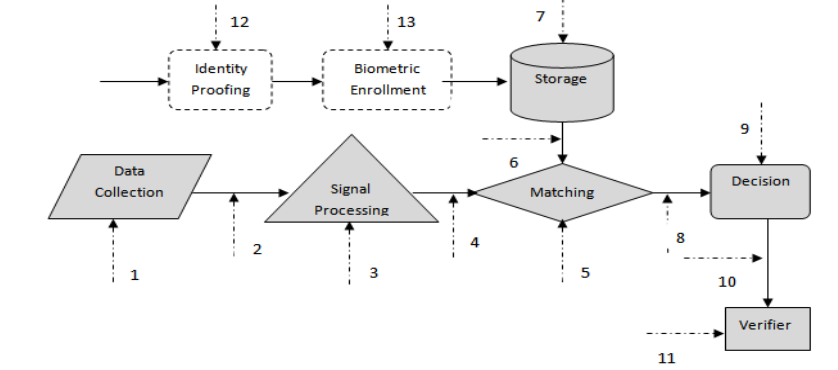 12
13
7
Identity
Proofing
Biometric
Enrollment
Storage
9
6
Data
Collection
Signal
Processing
Matching
Decision
1
2
3
4
5
8
10
Verifier
11